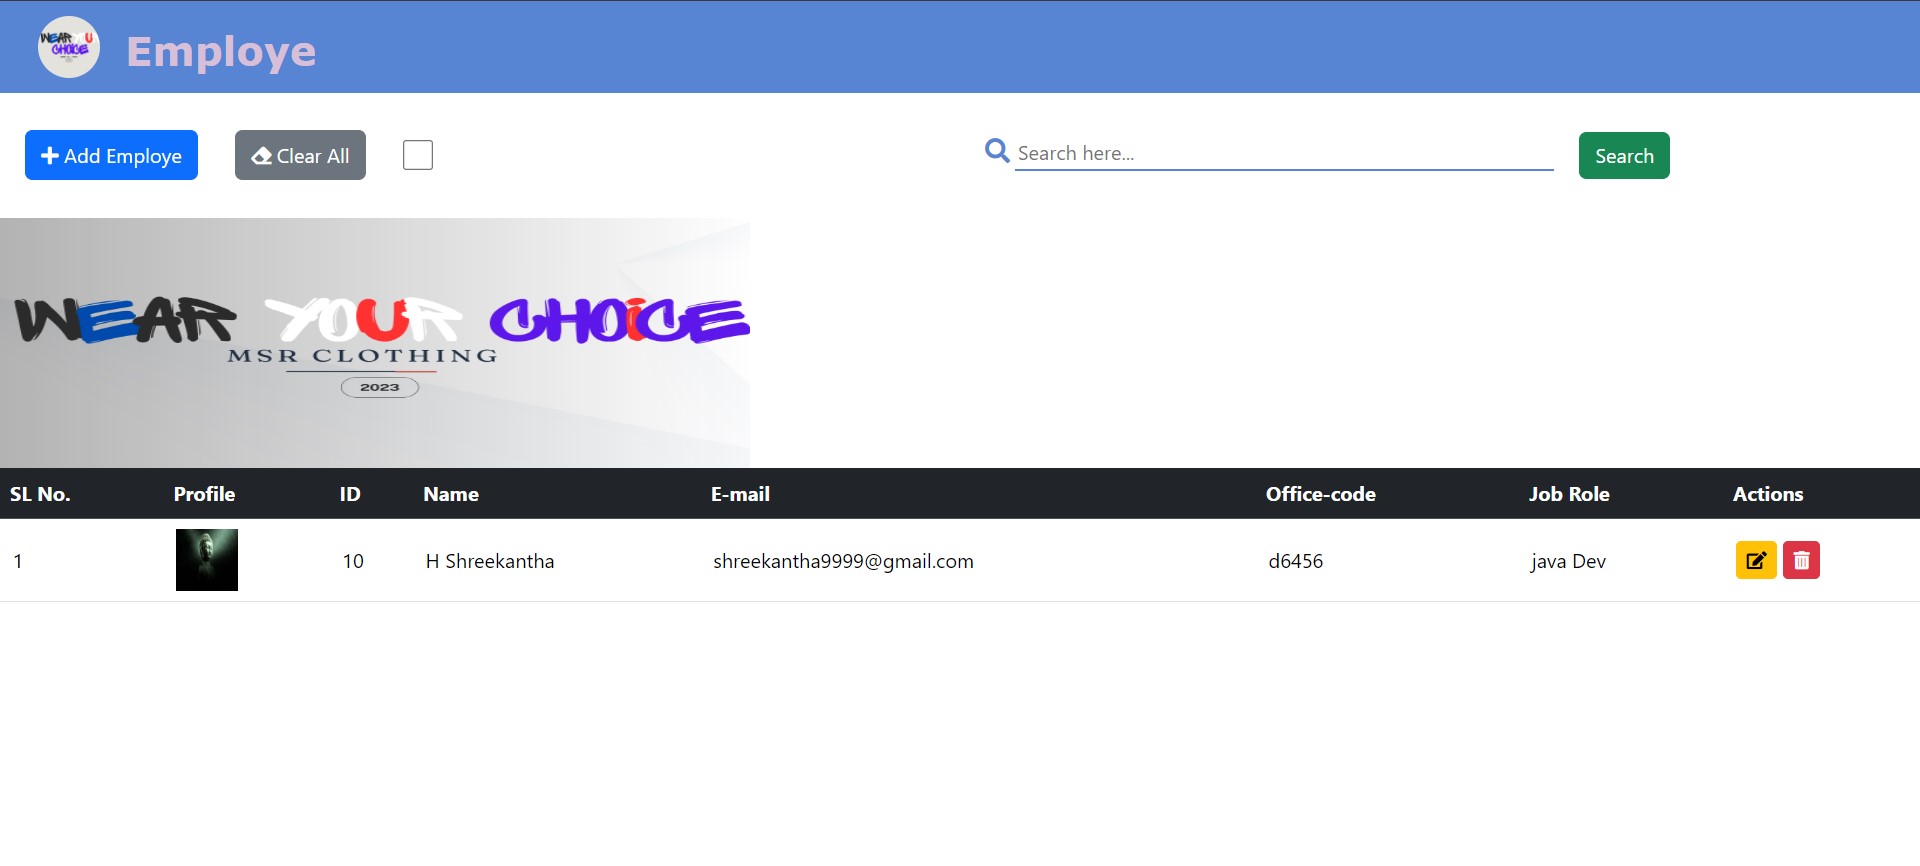 WEAR YOU
CHOICE
Employe
Add Employe
Clear All
Search here...
Search
WEAR YOUR CHOiCE
MSR CLOTHING
2023
SL No. Profile ID Name E-mail Office-code Job Role Actions
1 10 H Shreekantha shreekantha9999@gmail.com d6456 java Dev